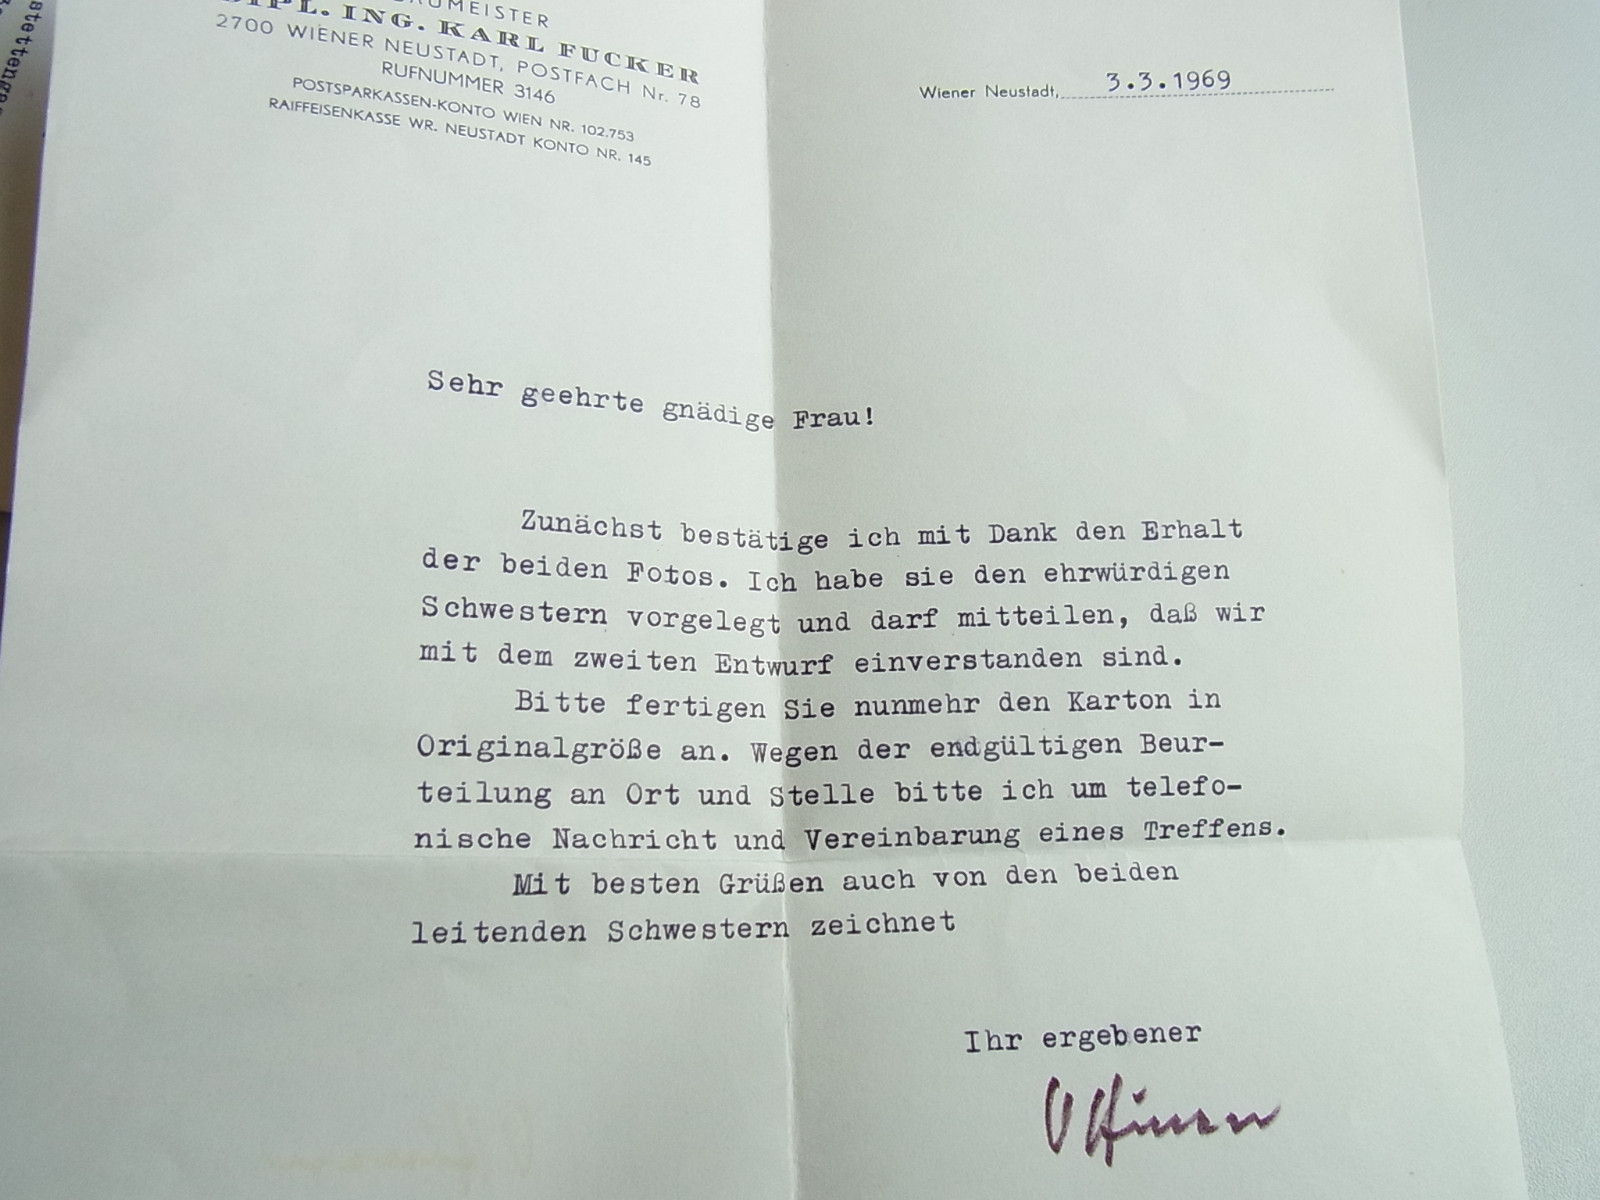 DIPL. ING. KARL FUCKER
2700 WIENER NEUSTADT, POSTFACH Nr. 78
RUFNUMMER 3146
POSTSPARKASSEN-KONTO WIEN NR. 102.753
RAIFFEISENKASSE WR. NEUSTADT KONTO NR. 145
Wiener Neustadt, 3.3.1969
Sehr geehrte gnädige Frau!
Zunächst bestätige ich mit Dank den Erhalt
der beiden Fotos. Ich habe sie den ehrwürdigen
Schwestern vorgelegt und darf mitteilen, daß wir
mit dem zweiten Entwurf einverstanden sind.
Bitte fertigen Sie nunmehr den Karton in
Originalgröße an. Wegen der endgültigen Beur-
teilung an Ort und Stelle bitte ich um telefo-
nische Nachricht und Vereinbarung eines Treffens.
Mit besten Grüßen auch von den beiden
leitenden Schwestern zeichnet
Ihr ergebener